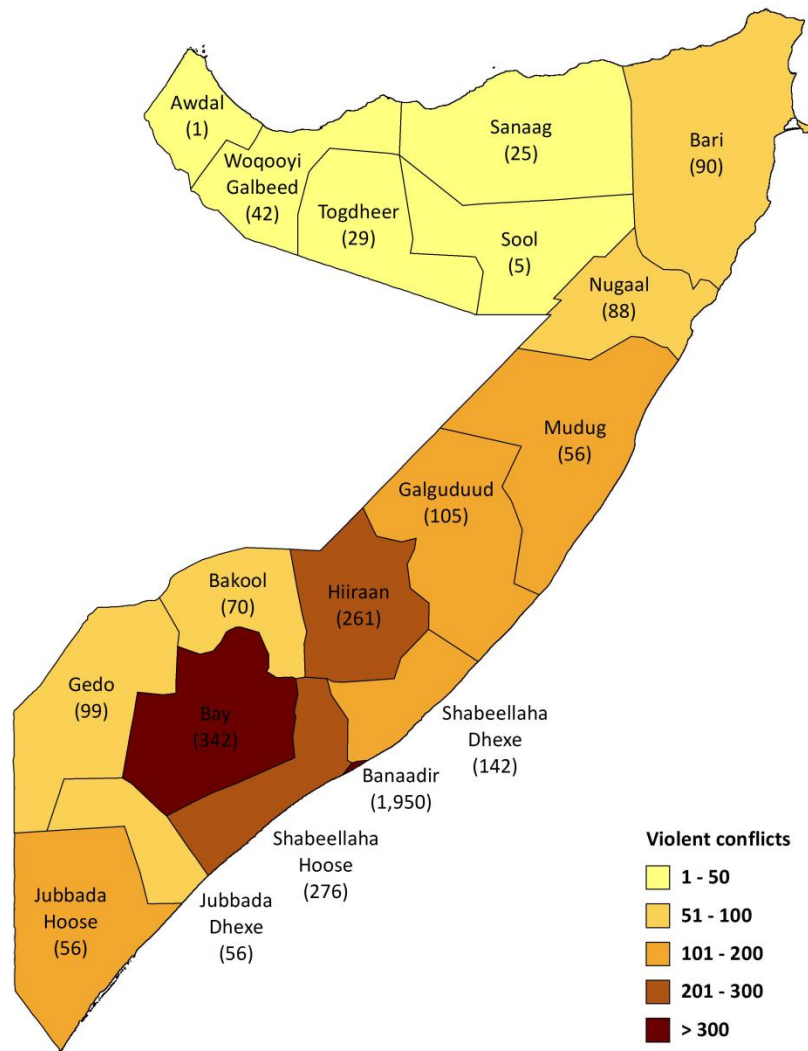 Awdal
(1)
Woqooyi
Galbeed
(42)
Togdheer
(29)
Sanaag
(25)
Sool
(5)
Bari
(90)
Nugaal
(88)
Mudug
(56)
Galguduud
(105)
Hiiraan
(261)
Bakool
(70)
Gedo
(99)
Bay
(342)
Shabeellaha
Dhexe
(142)
Banaadir
(1,950)
Shabeellaha
Hoose
(276)
Jubbada
Dhexe
(56)
Jubbada
Hoose
(56)
Violent conflicts
1 - 50
51 - 100
101 - 200
201 - 300
> 300